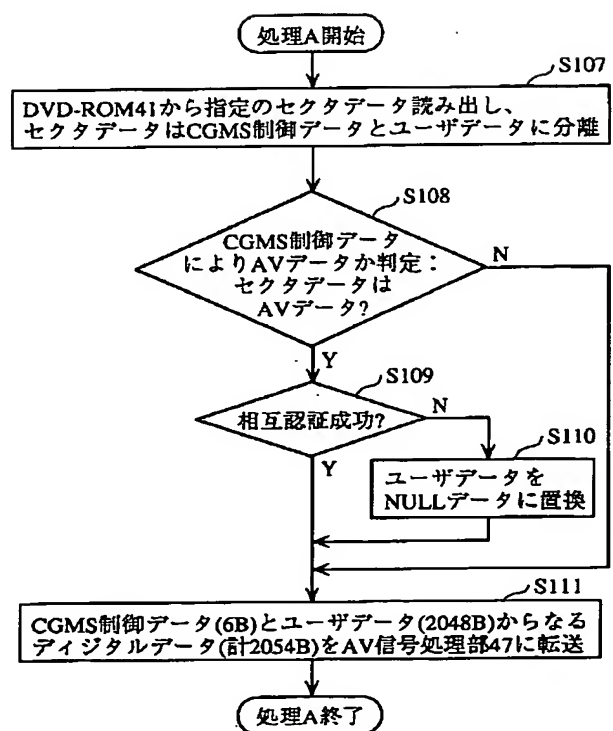 処理A開始
S107
DVD-ROM41から指定のセクタデータ読み出し、
セクタデータはCGMS制御データとユーザデータに分離
S108
CGMS制御データ
によりAVデータか判定：
セクタデータは
AVデータ?
N
Y
S109
相互認証成功?
N
Y
S110
ユーザデータを
NULLデータに置換
S111
CGMS制御データ(6B)とユーザデータ(2048B)からなる
ディジタルデータ(計2054B)をAV信号処理部47に転送
処理A終了